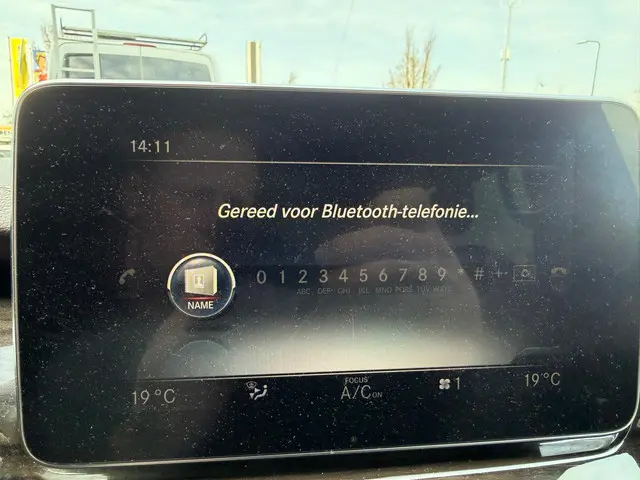 14:11
Gereed voor Bluetooth-telefonie...
NAME
0 1 2 3 4 5 6 7 8 9 * # +
ABC DEF GHI JKL MNO PQRS TUV WXYZ
19 °C
FOCUS
A/C ON
1
19 °C